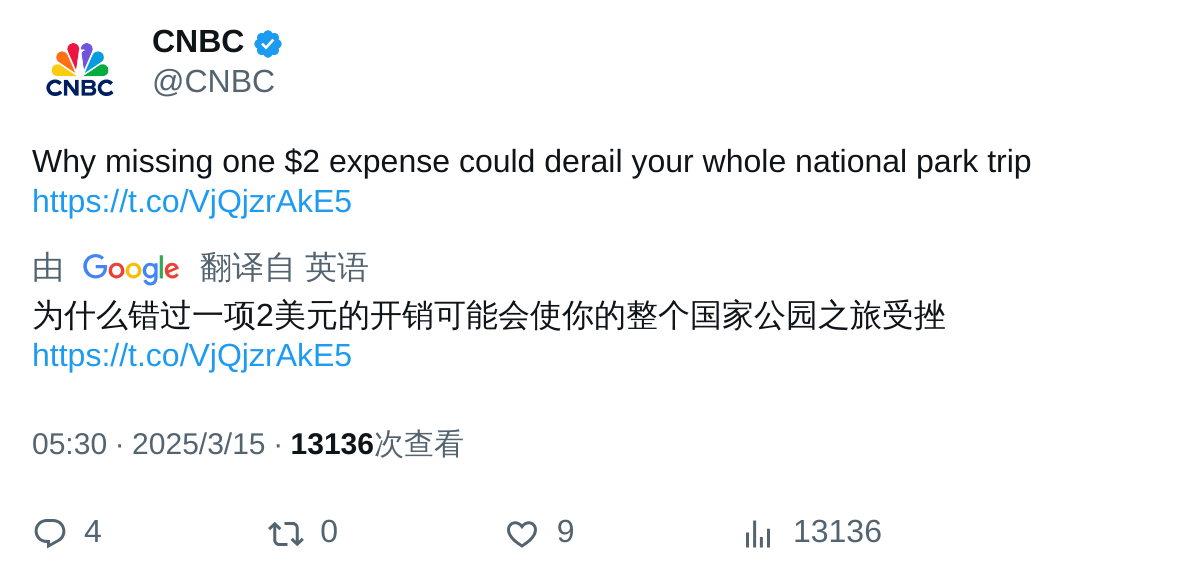 CNBC
CNBC
@CNBC
Why missing one $2 expense could derail your whole national park trip
https://t.co/VjQjzrAkE5
由 Google 翻译自 英语
为什么错过一项2美元的开销可能会使你的整个国家公园之旅受挫
https://t.co/VjQjzrAkE5
05:30 · 2025/3/15 · 13136次查看
4 0 9 13136